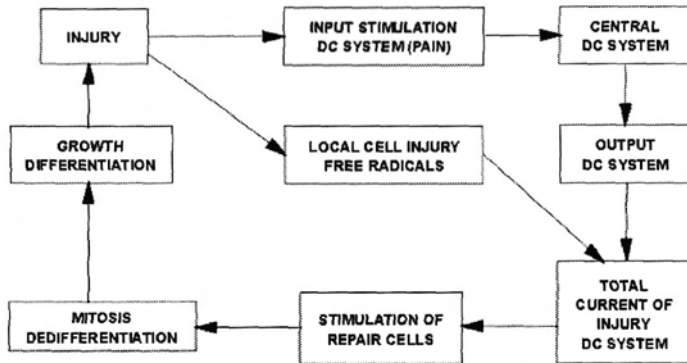 INJURY
INPUT STIMULATION
DC SYSTEM (PAIN)
CENTRAL
DC SYSTEM
GROWTH
DIFFERENTIATION
LOCAL CELL INJURY
FREE RADICALS
OUTPUT
DC SYSTEM
MITOSIS
DEDIFFERENTIATION
STIMULATION OF
REPAIR CELLS
TOTAL
CURRENT OF
INJURY
DC SYSTEM